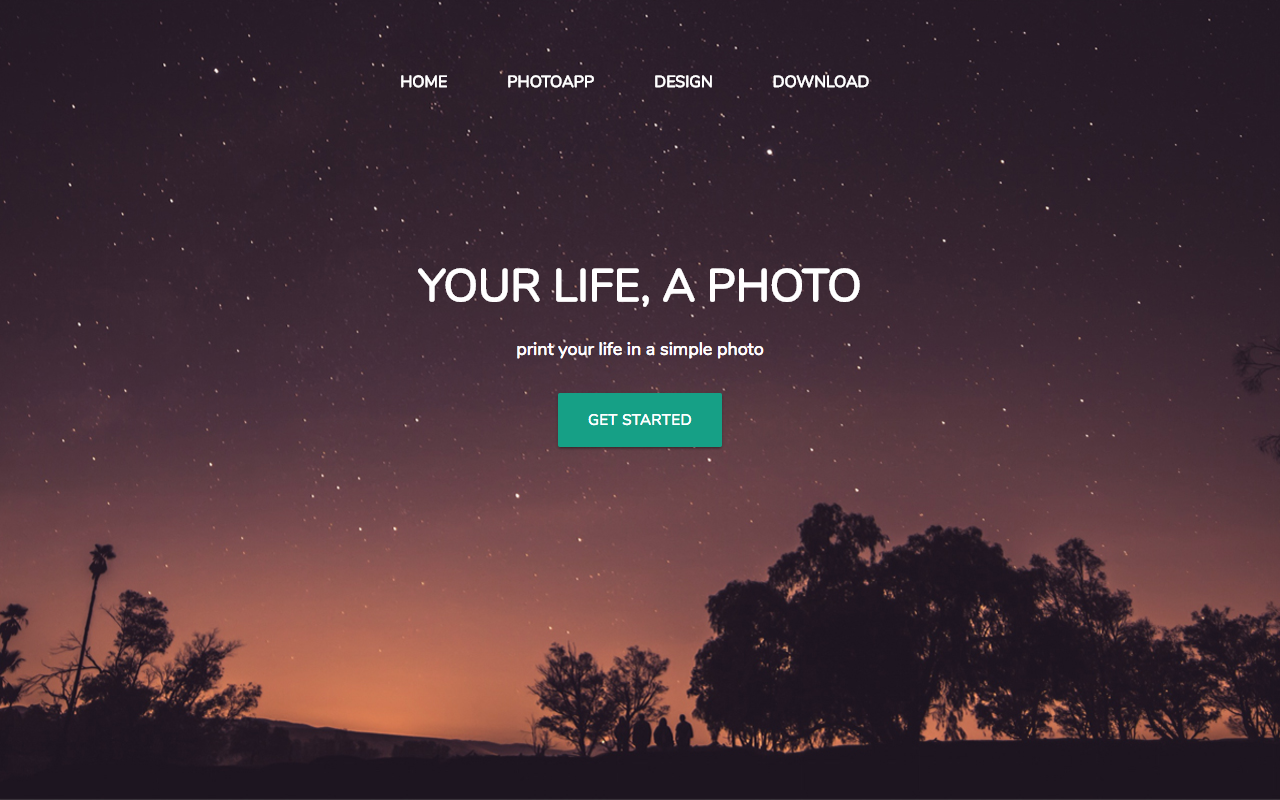 HOME PHOTOAPP DESIGN DOWNLOAD
YOUR LIFE, A PHOTO
print your life in a simple photo
GET STARTED